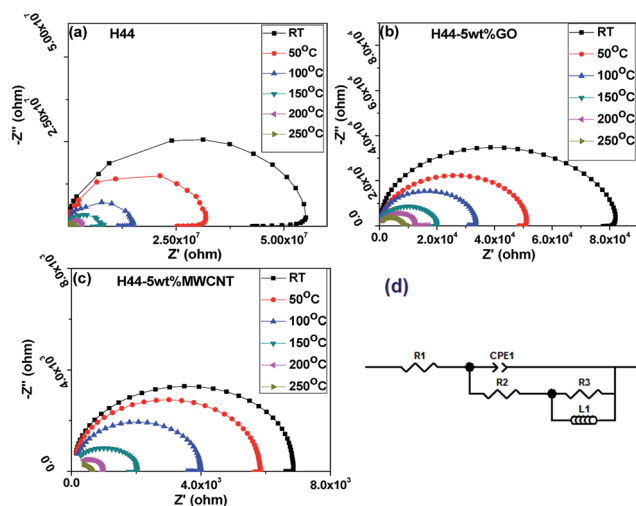 (a)
H44
RT
50°C
100°C
150°C
200°C
250°C
5.00x10⁷
2.50x10⁷
-Z'' (ohm)
2.50x10⁷
5.00x10⁷
Z' (ohm)
(b)
H44-5wt%GO
RT
50°C
100°C
150°C
200°C
250°C
8.0x10⁴
6.0x10⁴
4.0x10⁴
2.0x10⁴
0.0
-Z'' (ohm)
0
2.0x10⁴
4.0x10⁴
6.0x10⁴
8.0x10⁴
Z' (ohm)
(c)
H44-5wt%MWCNT
RT
50°C
100°C
150°C
200°C
250°C
8.0x10³
4.0x10³
0.0
-Z'' (ohm)
0.0
4.0x10³
8.0x10³
Z' (ohm)
(d)
R1
CPE1
R2
R3
L1